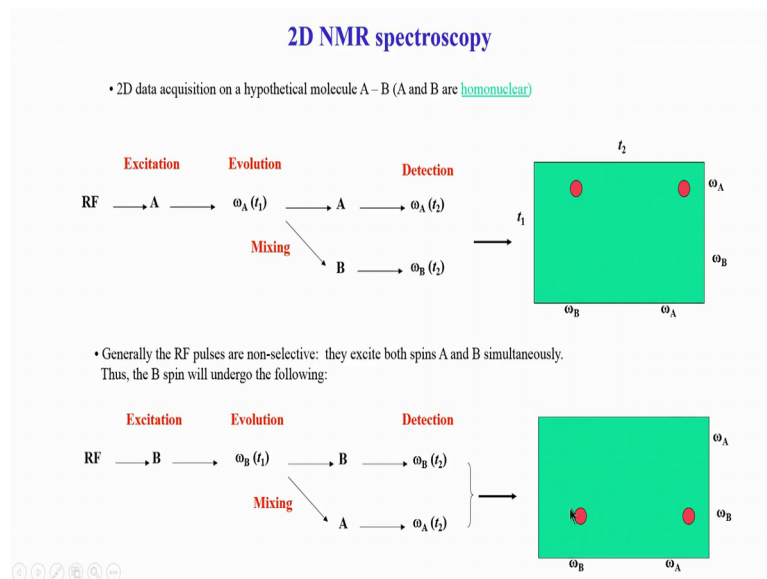 2D NMR spectroscopy
• 2D data acquisition on a hypothetical molecule A – B (A and B are homonuclear)
Excitation Evolution Detection
RF A ωA (t1) A ωA (t2)
Mixing
B ωB (t2)
t2
t1
ωA
ωB
ωB ωA
• Generally the RF pulses are non-selective: they excite both spins A and B simultaneously.
Thus, the B spin will undergo the following:
Excitation Evolution Detection
RF B ωB (t1) B ωB (t2)
Mixing
A ωA (t2)
ωA
ωB
ωB ωA